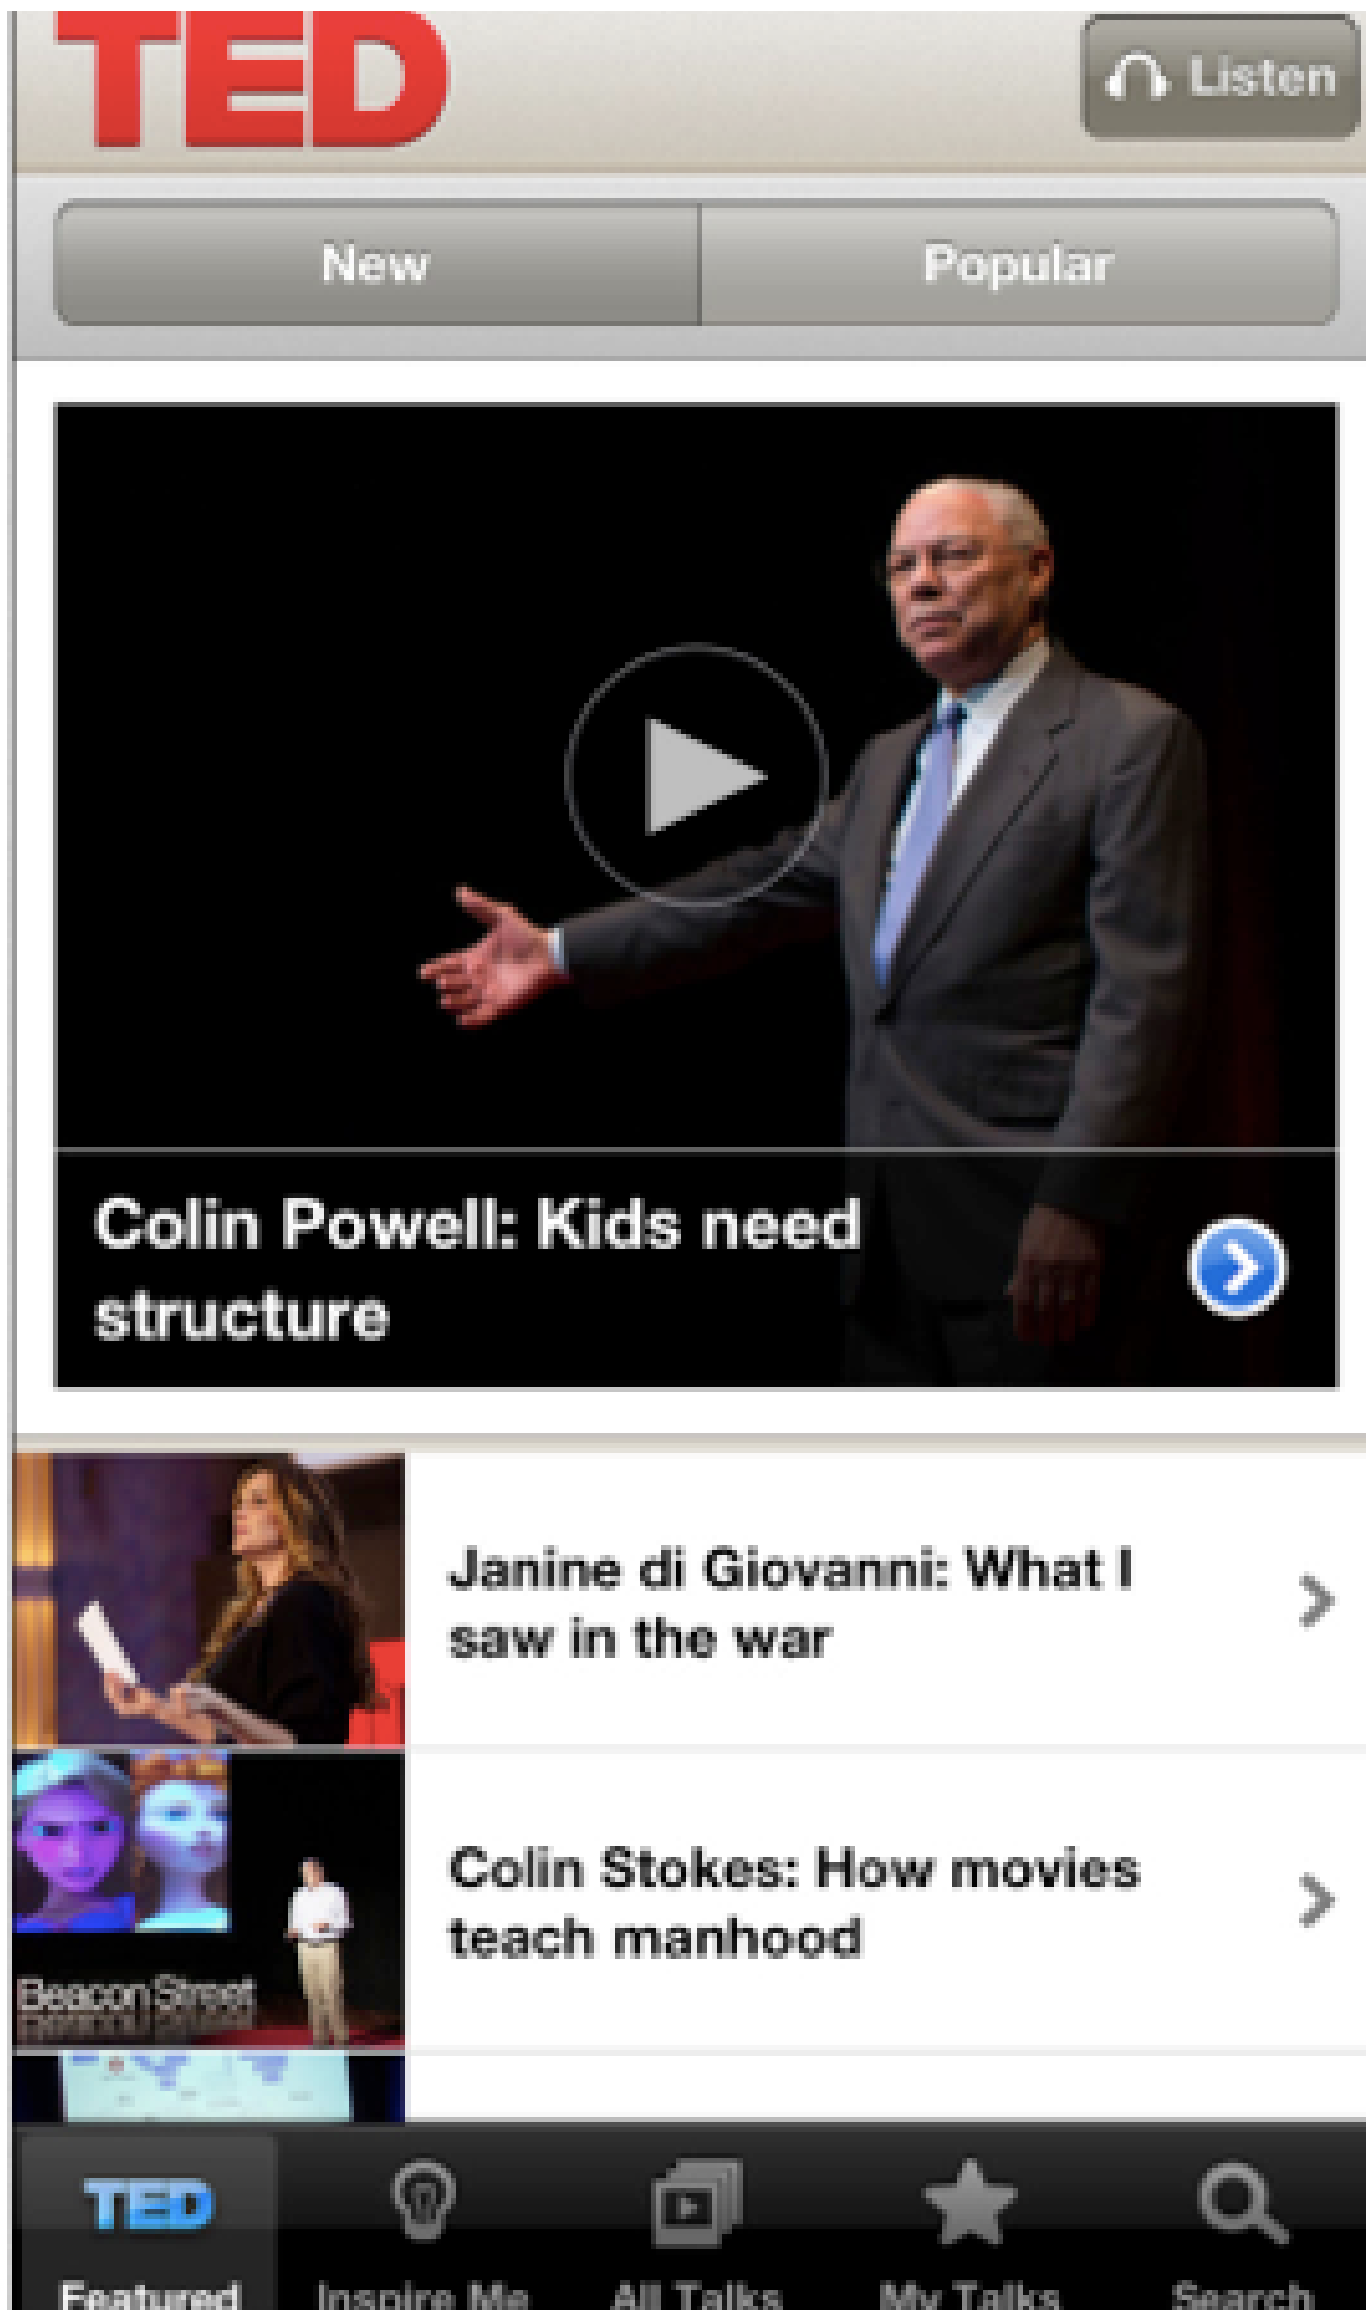 TED
Listen
New
Popular
Colin Powell: Kids need
structure
Janine di Giovanni: What I
saw in the war
Colin Stokes: How movies
teach manhood
Beacon Street
TED
Featured
Inspire Me
All Talks
My Talks
Search